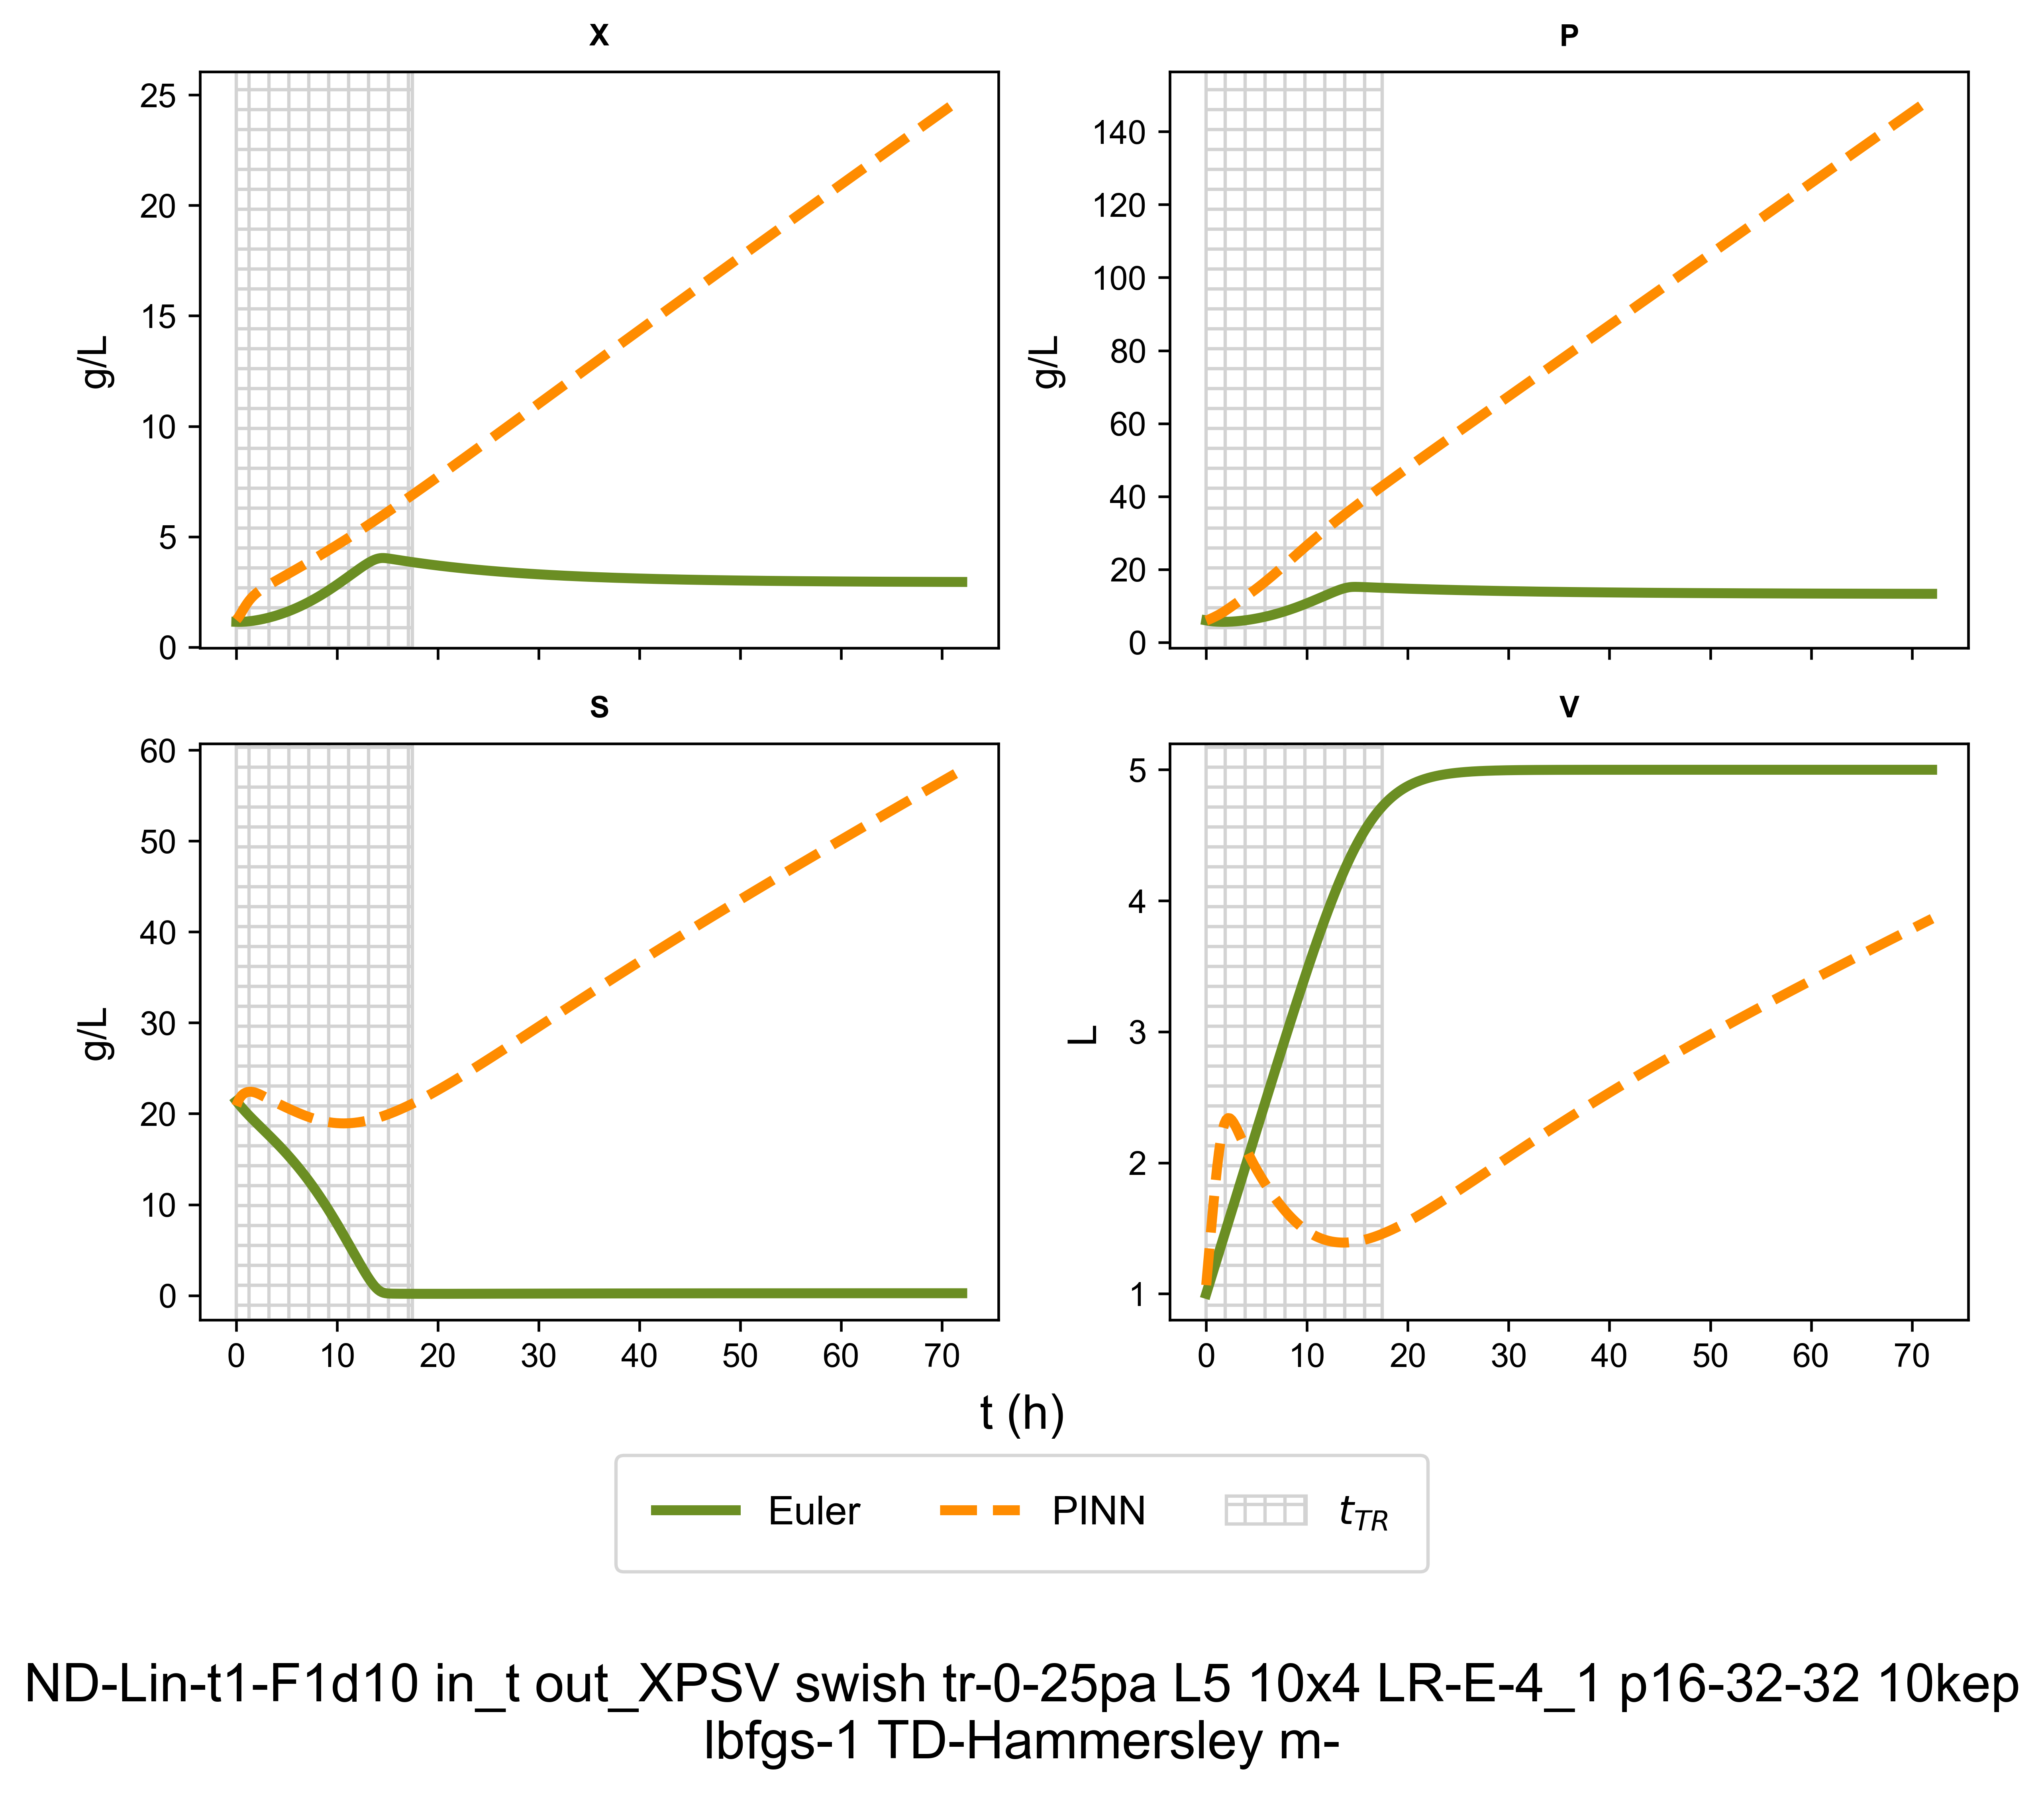 X
25
20
15
10
5
0
g/L
P
140
120
100
80
60
40
20
0
g/L
S
60
50
40
30
20
10
0
g/L
0 10 20 30 40 50 60 70
V
5
4
3
2
1
L
0 10 20 30 40 50 60 70
t (h)
Euler PINN t_TR
ND-Lin-t1-F1d10 in_t out_XPSV swish tr-0-25pa L5 10x4 LR-E-4_1 p16-32-32 10kep
lbfgs-1 TD-Hammersley m-